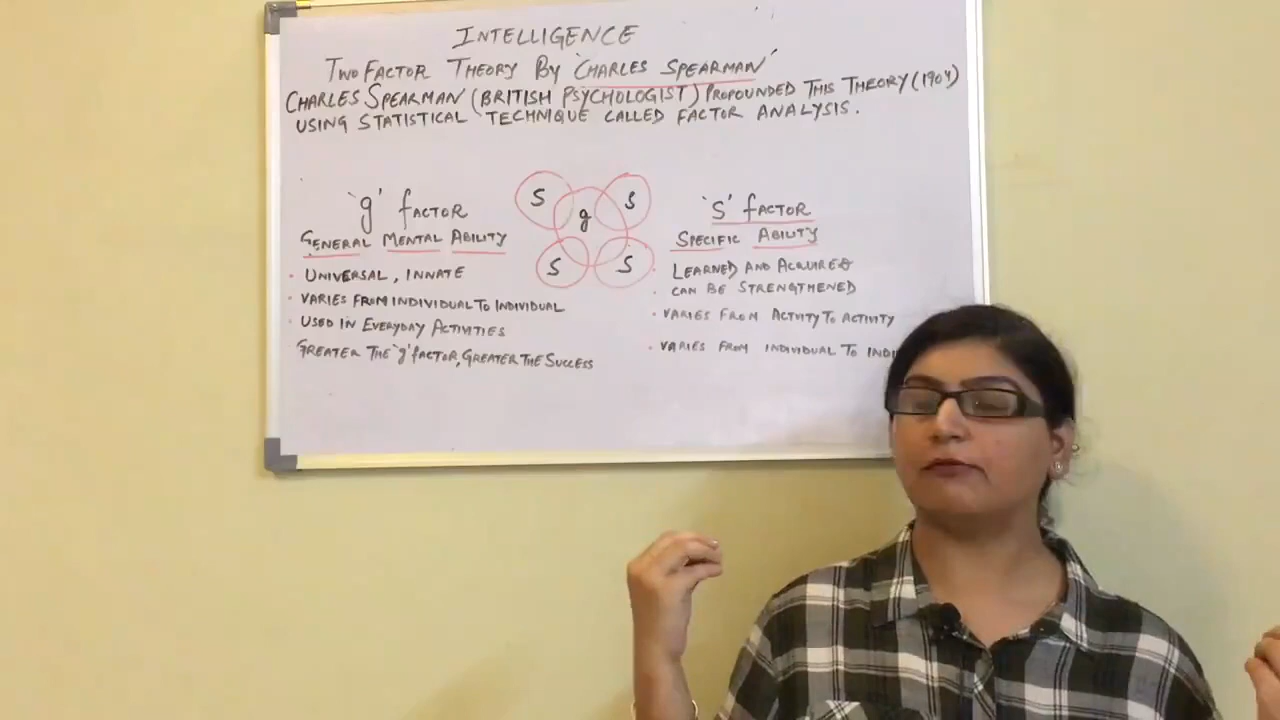 INTELLIGENCE
TWO FACTOR THEORY BY 'CHARLES SPEARMAN'
CHARLES SPEARMAN (BRITISH PSYCHOLOGIST) PROPOUNDED THIS THEORY (1904)
USING STATISTICAL TECHNIQUE CALLED FACTOR ANALYSIS.
'g' FACTOR
GENERAL MENTAL ABILITY
• UNIVERSAL, INNATE
• VARIES FROM INDIVIDUAL TO INDIVIDUAL
• USED IN EVERYDAY ACTIVITIES
GREATER THE 'g' FACTOR, GREATER THE SUCCESS
S
S
g
S
S
'S' FACTOR
SPECIFIC ABILITY
• LEARNED AND ACQUIRED
• CAN BE STRENGTHENED
• VARIES FROM ACTVITY TO ACTIVITY
• VARIES FROM INDIVIDUAL TO